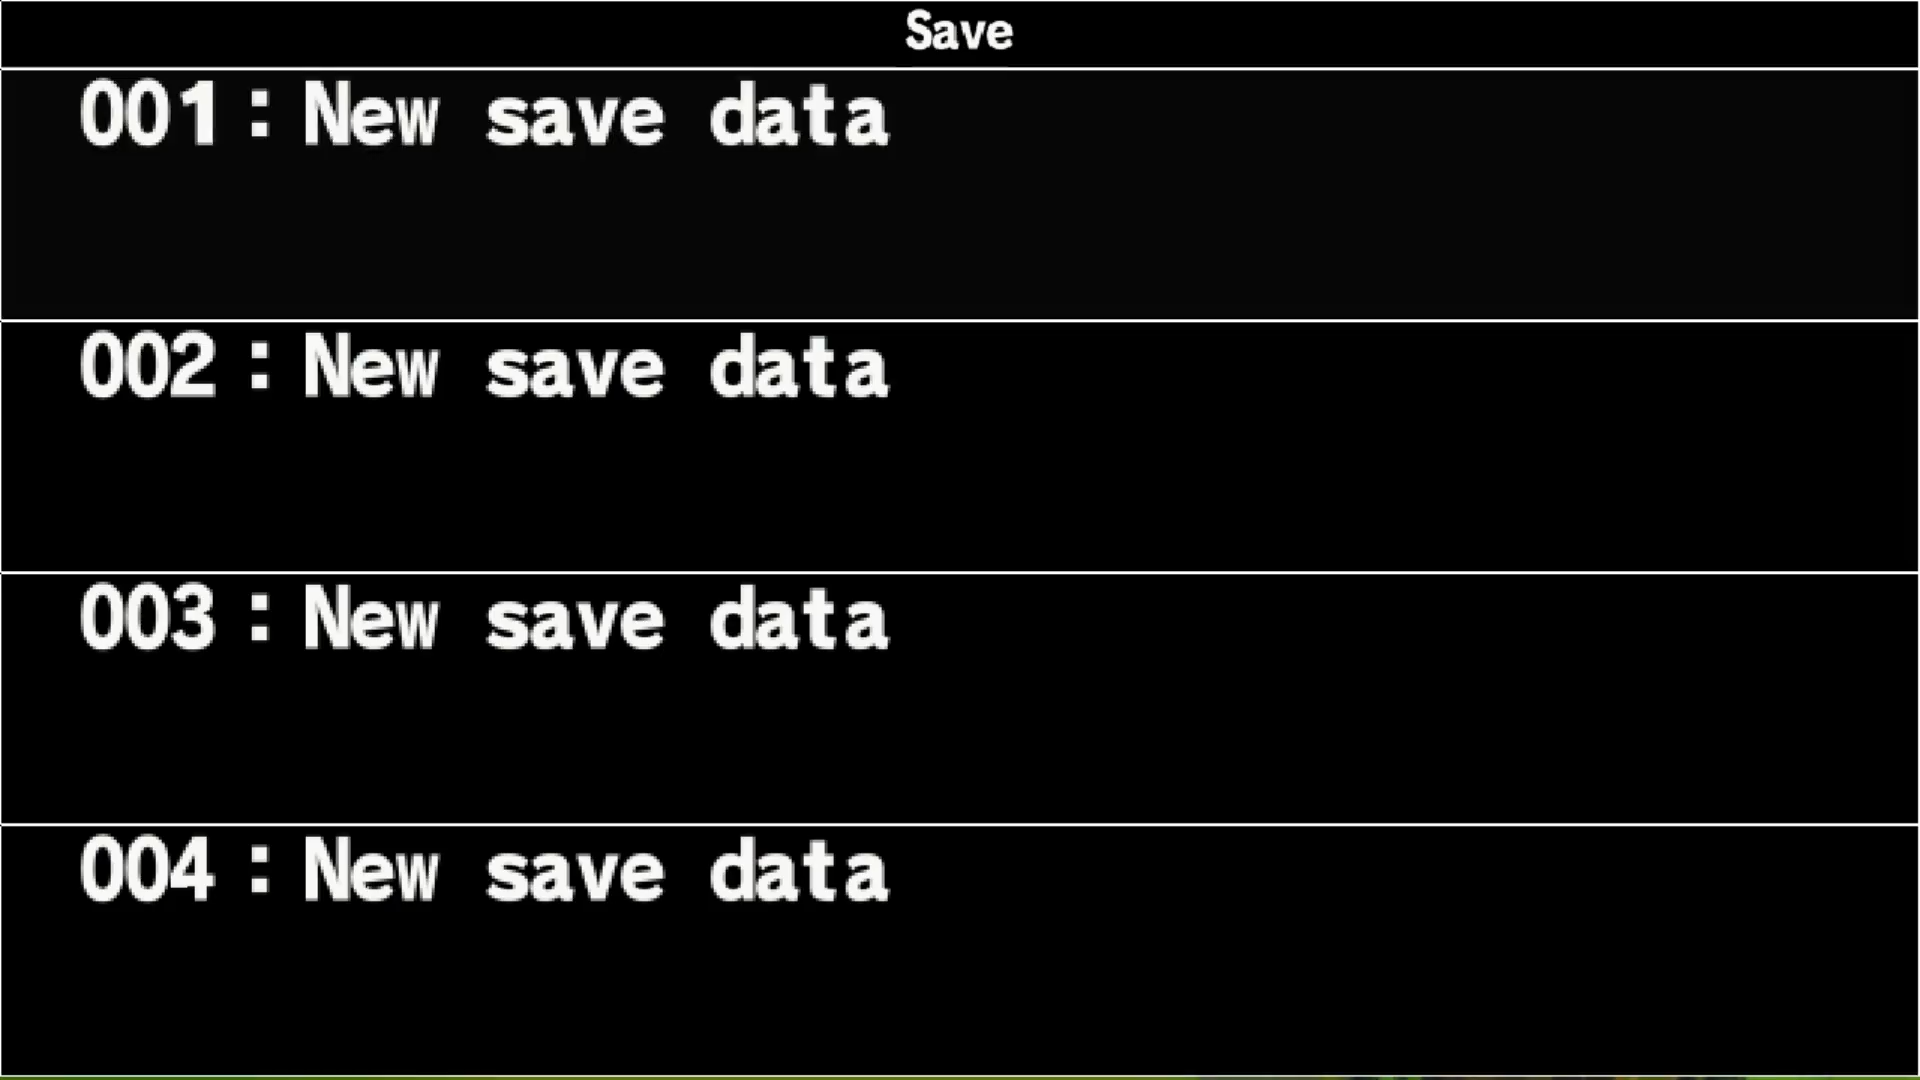 Save
001：New save data
002：New save data
003：New save data
004：New save data